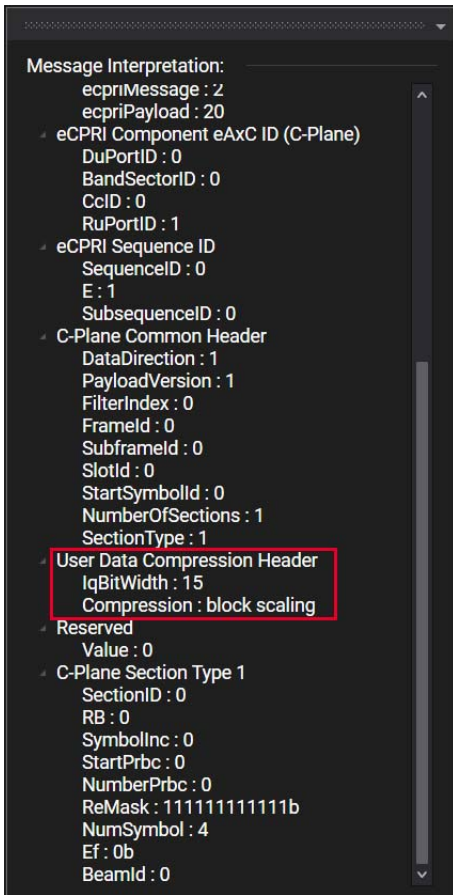 Message Interpretation:
ecpriMessage : 2
ecpriPayload : 20
eCPRI Component eAxC ID (C-Plane)
DuPortID : 0
BandSectorID : 0
CcID : 0
RuPortID : 1
eCPRI Sequence ID
SequenceID : 0
E : 1
SubsequenceID : 0
C-Plane Common Header
DataDirection : 1
PayloadVersion : 1
FilterIndex : 0
FrameId : 0
SubframeId : 0
SlotId : 0
StartSymbolId : 0
NumberOfSections : 1
SectionType : 1
User Data Compression Header
IqBitWidth : 15
Compression : block scaling
Reserved
Value : 0
C-Plane Section Type 1
SectionID : 0
RB : 0
SymbolInc : 0
StartPrbc : 0
NumberPrbc : 0
ReMask : 111111111111b
NumSymbol : 4
Ef : 0b
BeamId : 0